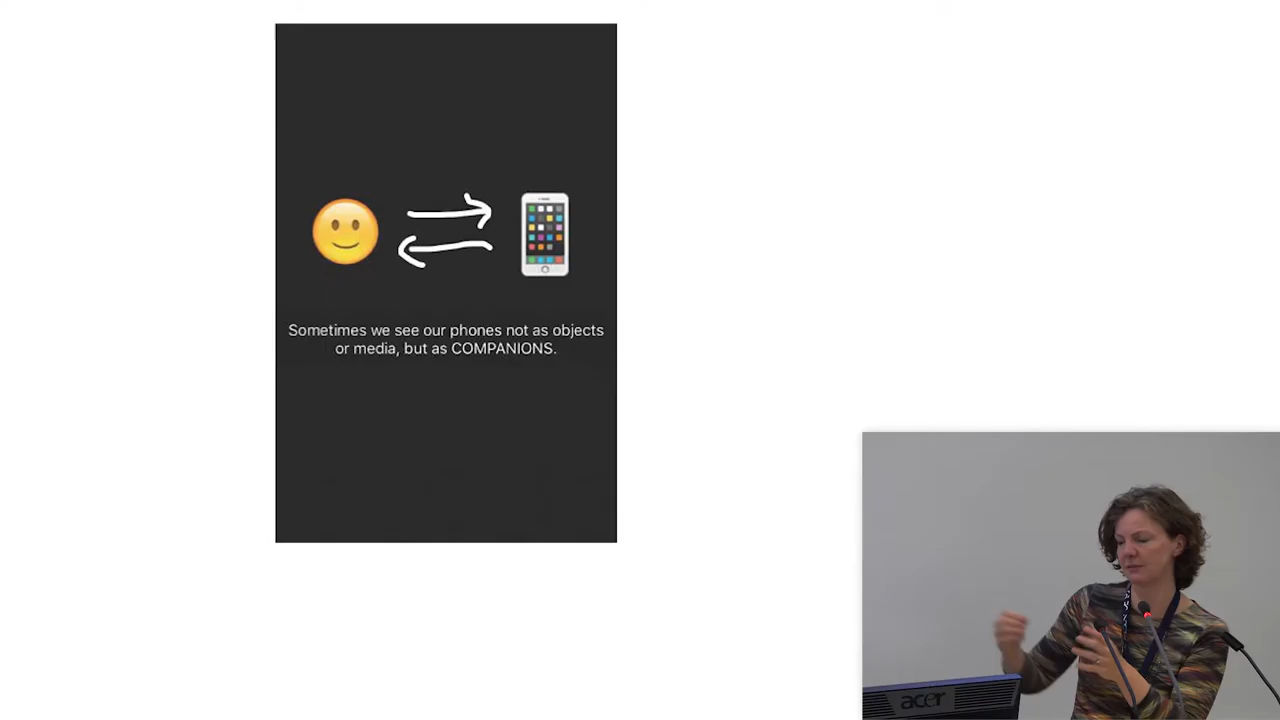 Sometimes we see our phones not as objects
or media, but as COMPANIONS.
acer